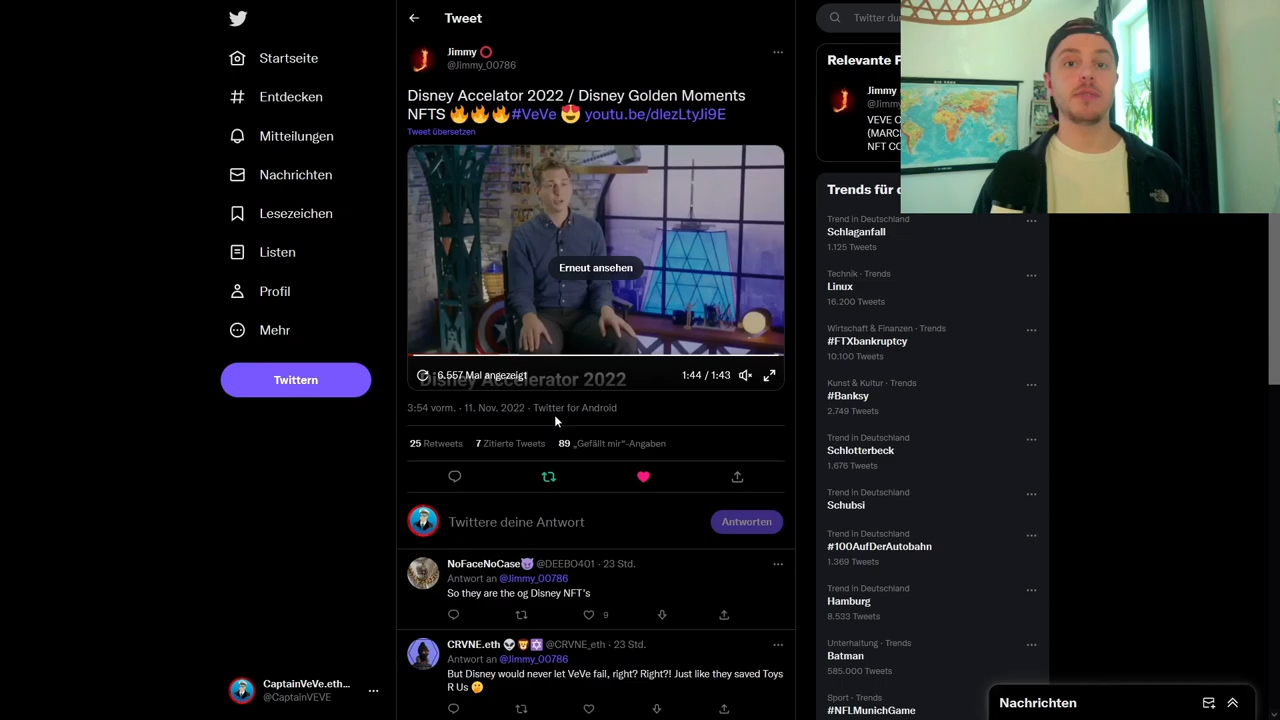 Startseite
Entdecken
Mitteilungen
Nachrichten
Lesezeichen
Listen
Profil
Mehr
Twittern
CaptainVeVe.eth...
@CaptainVEVE
Tweet
Jimmy
@Jimmy_00786
Disney Accelator 2022 / Disney Golden Moments
NFTS 🔥🔥🔥#VeVe 😍 youtu.be/dlezLtyJi9E
Tweet übersetzen
Erneut ansehen
Disney Accelerator 2022
6.557 Mal angezeigt
1:44 / 1:43
3:54 vorm. · 11. Nov. 2022 · Twitter for Android
25 Retweets 7 Zitierte Tweets 89 „Gefällt mir“-Angaben
Twittere deine Antwort
Antworten
NoFaceNoCase😈 @DEEBO401 · 23 Std.
Antwort an @Jimmy_00786
So they are the og Disney NFT's
9
CRVNE.eth @CRVNE_eth · 23 Std.
Antwort an @Jimmy_00786
But Disney would never let VeVe fail, right? Right?! Just like they saved Toys
R Us
Twitter du
Relevante P
Jimmy
@Jimm
VEVE C
(MARC
NFT CO
Trends für d
Trend in Deutschland
Schlaganfall
1.125 Tweets
Technik · Trends
Linux
16.200 Tweets
Wirtschaft & Finanzen · Trends
#FTXbankruptcy
10.100 Tweets
Kunst & Kultur · Trends
#Banksy
2.749 Tweets
Trend in Deutschland
Schlotterbeck
1.676 Tweets
Trend in Deutschland
Schubsi
Trend in Deutschland
#100AufDerAutobahn
1.369 Tweets
Trend in Deutschland
Hamburg
8.533 Tweets
Unterhaltung · Trends
Batman
585.000 Tweets
Sport · Trends
#NFLMunichGame
Nachrichten